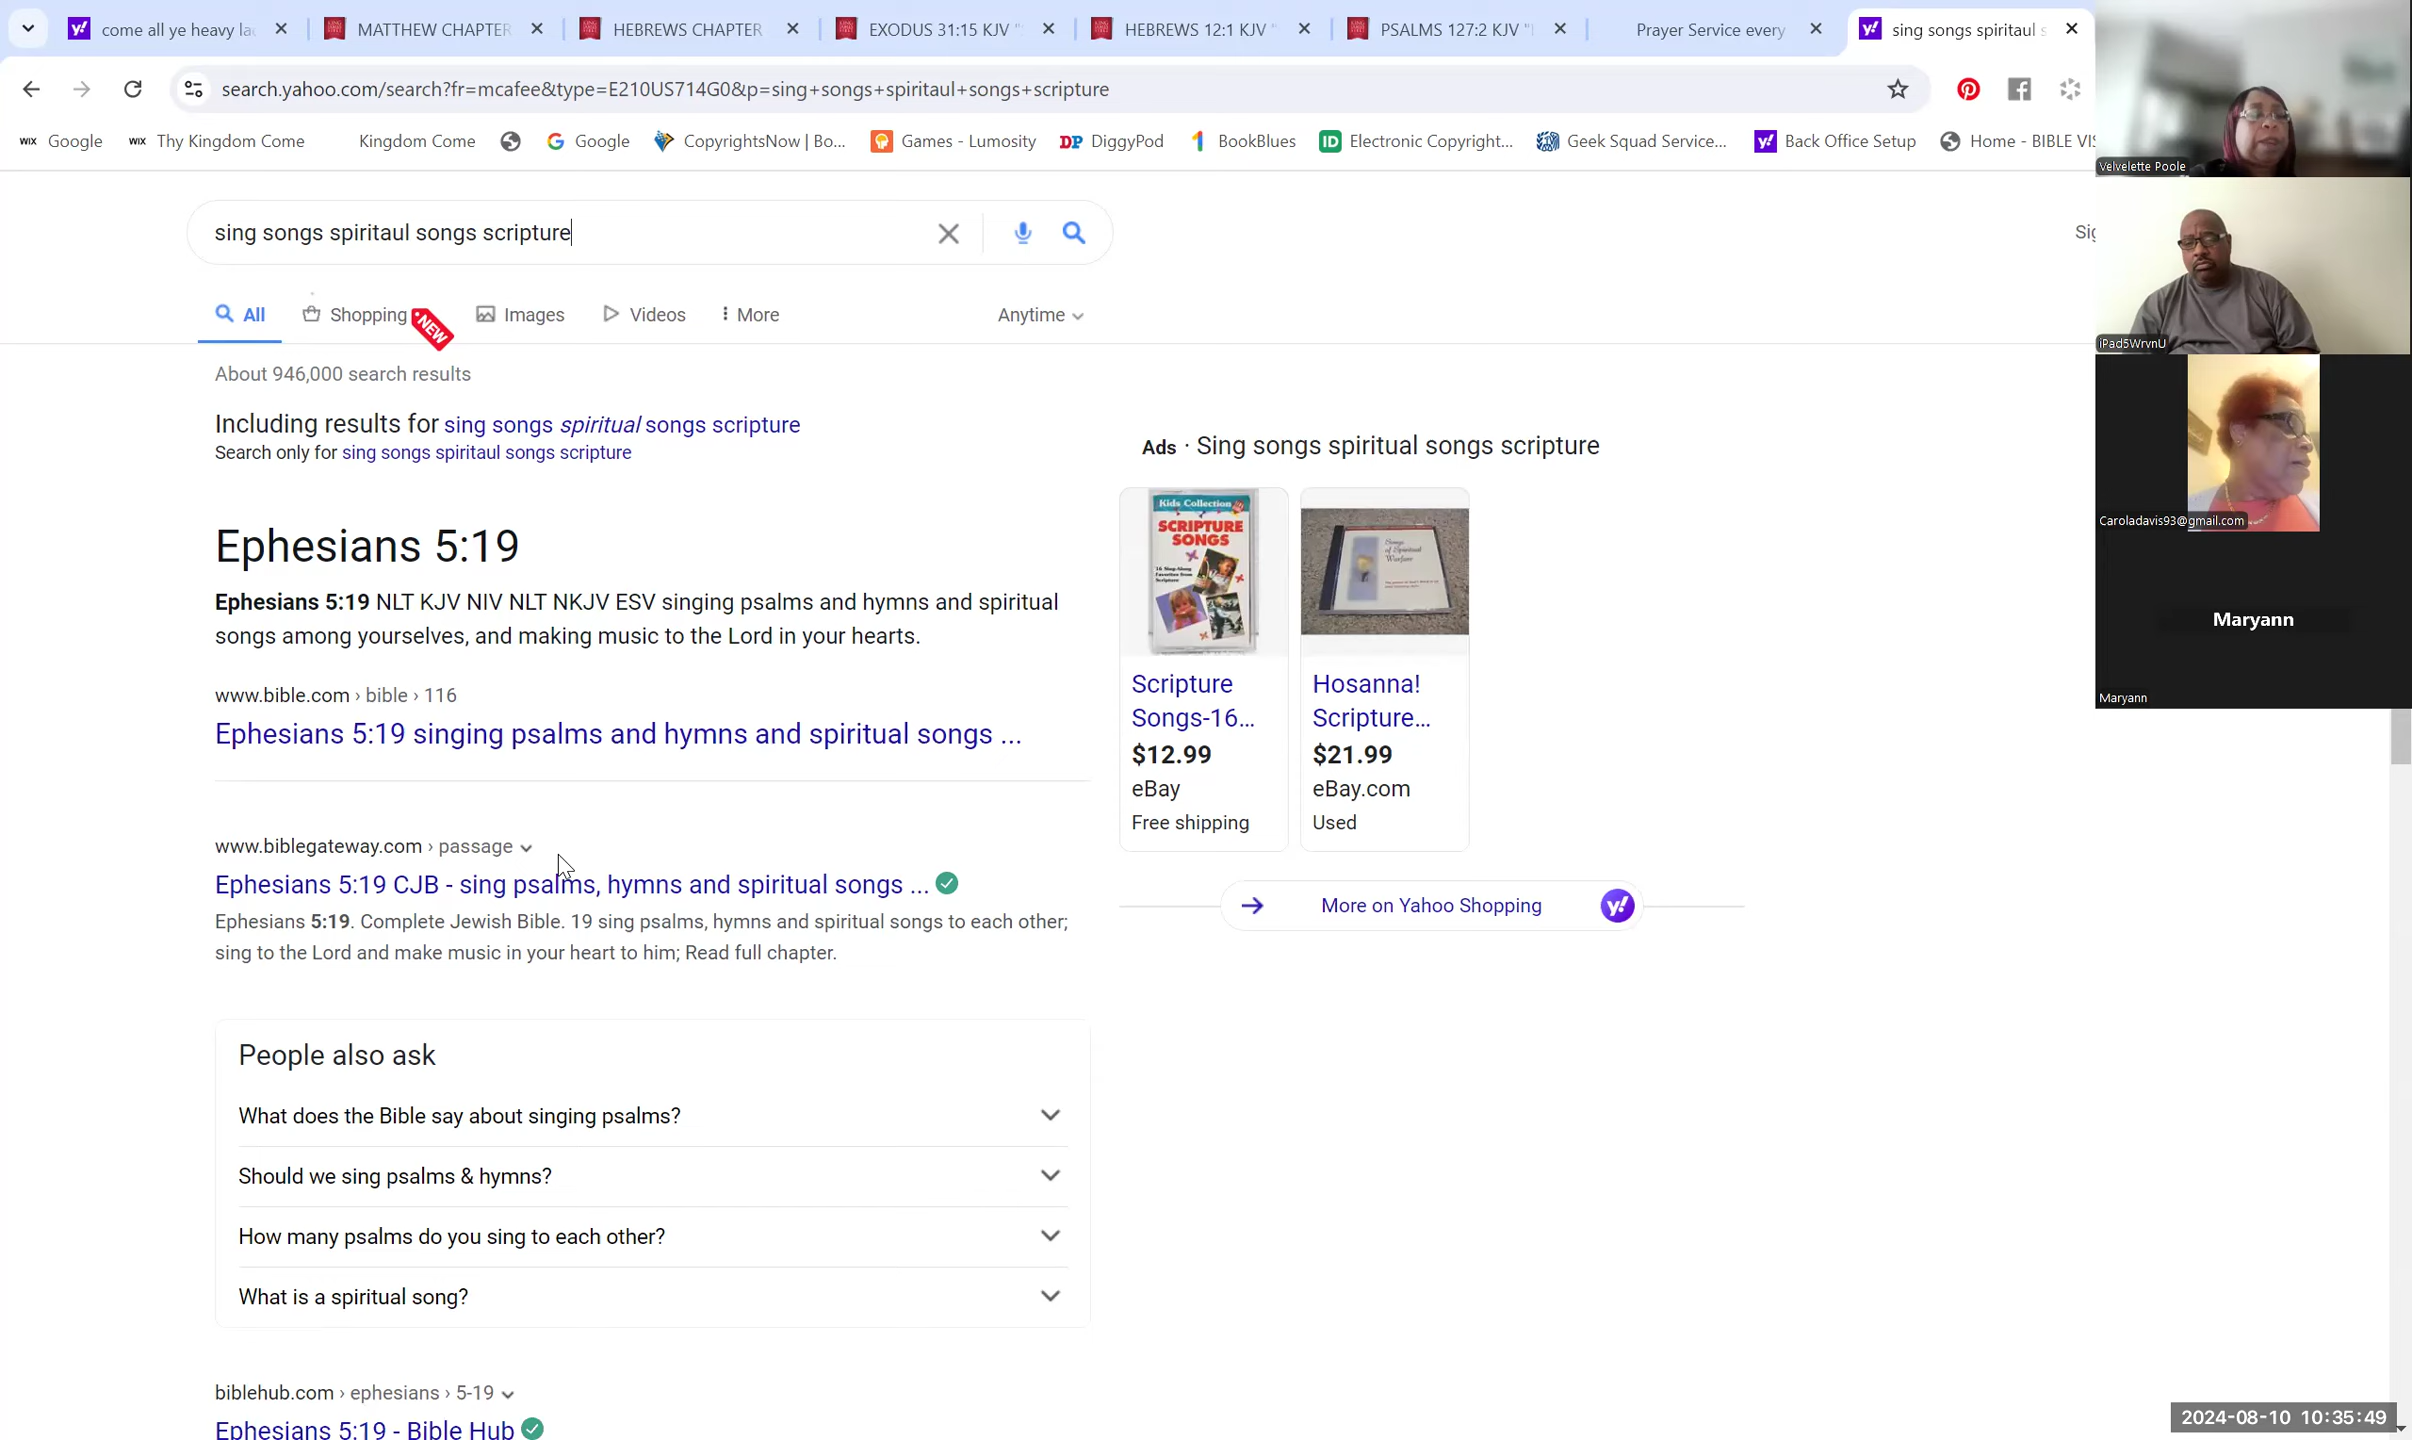 come all ye heavy la
MATTHEW CHAPTER
HEBREWS CHAPTER
EXODUS 31:15 KJV "
HEBREWS 12:1 KJV "
PSALMS 127:2 KJV "
Prayer Service every
sing songs spiritaul s
search.yahoo.com/search?fr=mcafee&type=E210US714G0&p=sing+songs+spiritaul+songs+scripture
WIX Google
WIX Thy Kingdom Come
Kingdom Come
Google
CopyrightsNow | Bo...
Games - Lumosity
DP DiggyPod
BookBlues
ID Electronic Copyright...
Geek Squad Service...
Back Office Setup
Home - BIBLE VIS
Velvelette Poole
sing songs spiritaul songs scripture
Sig
iPad5WrvnU
All
Shopping
NEW
Images
Videos
More
Anytime
About 946,000 search results
Including results for sing songs spiritual songs scripture
Search only for sing songs spiritaul songs scripture
Caroladavis93@gmail.com
Maryann
Maryann
Ephesians 5:19
Ephesians 5:19 NLT KJV NIV NLT NKJV ESV singing psalms and hymns and spiritual
songs among yourselves, and making music to the Lord in your hearts.
www.bible.com › bible › 116
Ephesians 5:19 singing psalms and hymns and spiritual songs ...
www.biblegateway.com › passage
Ephesians 5:19 CJB - sing psalms, hymns and spiritual songs ...
Ephesians 5:19. Complete Jewish Bible. 19 sing psalms, hymns and spiritual songs to each other;
sing to the Lord and make music in your heart to him; Read full chapter.
People also ask
What does the Bible say about singing psalms?
Should we sing psalms & hymns?
How many psalms do you sing to each other?
What is a spiritual song?
biblehub.com › ephesians › 5-19
Ephesians 5:19 - Bible Hub
Ads · Sing songs spiritual songs scripture
Kids Collection
SCRIPTURE
SONGS
Songs
of Spiritual
Warfare
Scripture
Songs-16...
$12.99
eBay
Free shipping
Hosanna!
Scripture...
$21.99
eBay.com
Used
More on Yahoo Shopping
y!
2024-08-10 10:35:49